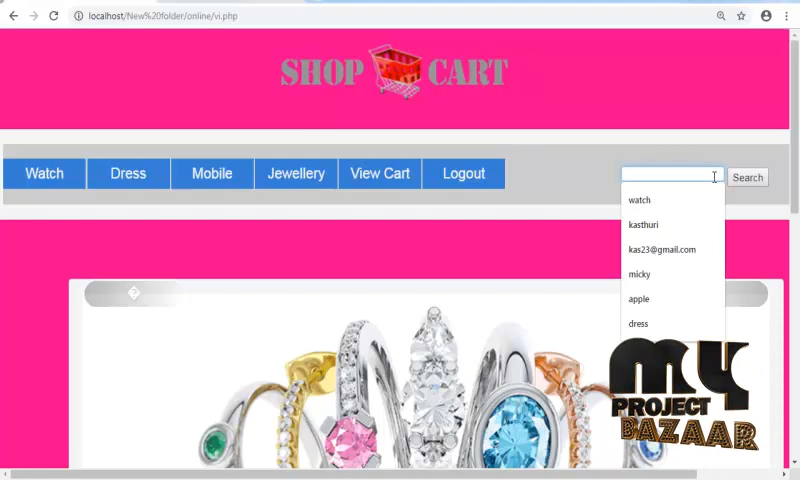 localhost/New%20folder/online/vi.php
SHOP CART
Watch Dress Mobile Jewellery View Cart Logout
Search
watch
kasthuri
kas23@gmail.com
micky
apple
dress
MY
PROJECT
BAZAAR